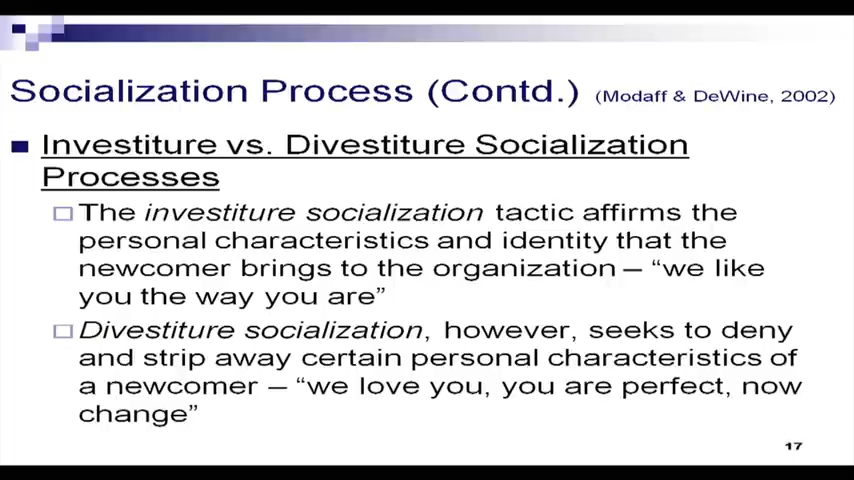 Socialization Process (Contd.) (Modaff & DeWine, 2002)
Investiture vs. Divestiture Socialization
Processes
The investiture socialization tactic affirms the
personal characteristics and identity that the
newcomer brings to the organization – “we like
you the way you are”
Divestiture socialization, however, seeks to deny
and strip away certain personal characteristics of
a newcomer – “we love you, you are perfect, now
change”
17